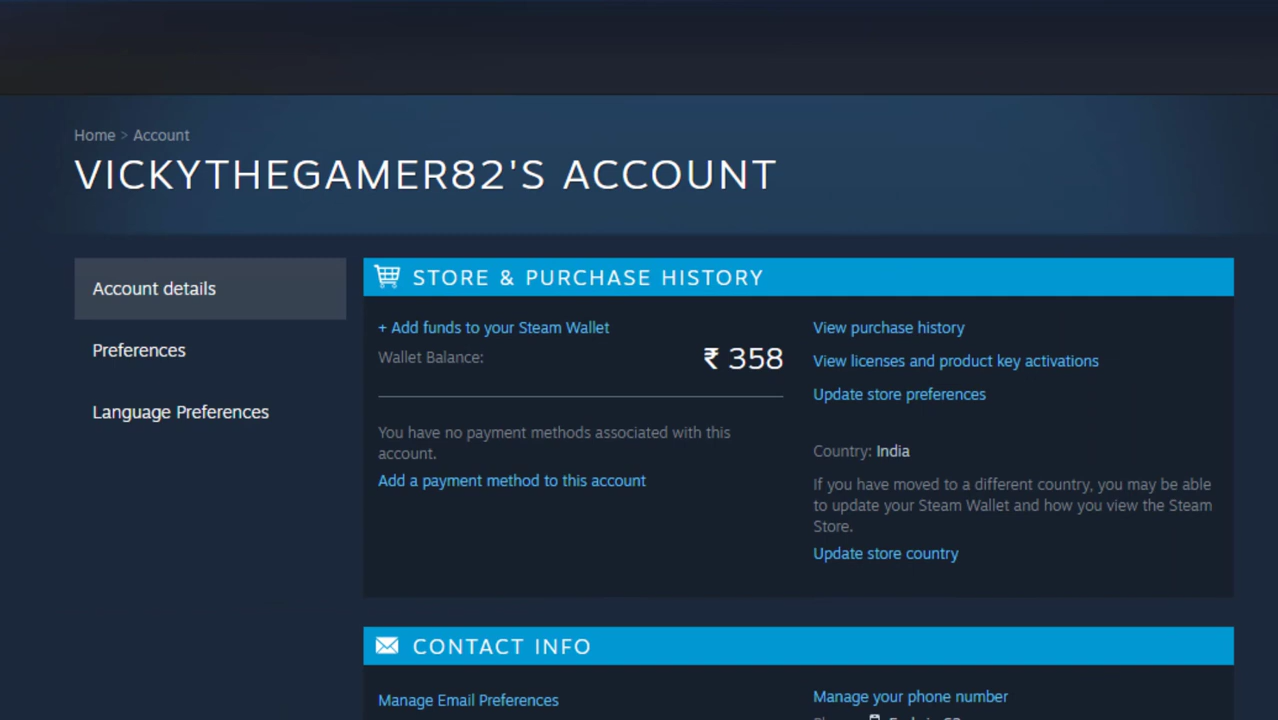 Home > Account
VICKYTHEGAMER82'S ACCOUNT
Account details
Preferences
Language Preferences
STORE & PURCHASE HISTORY
+ Add funds to your Steam Wallet
Wallet Balance:
₹ 358
You have no payment methods associated with this
account.
Add a payment method to this account
View purchase history
View licenses and product key activations
Update store preferences
Country: India
If you have moved to a different country, you may be able
to update your Steam Wallet and how you view the Steam
Store.
Update store country
CONTACT INFO
Manage Email Preferences
Manage your phone number